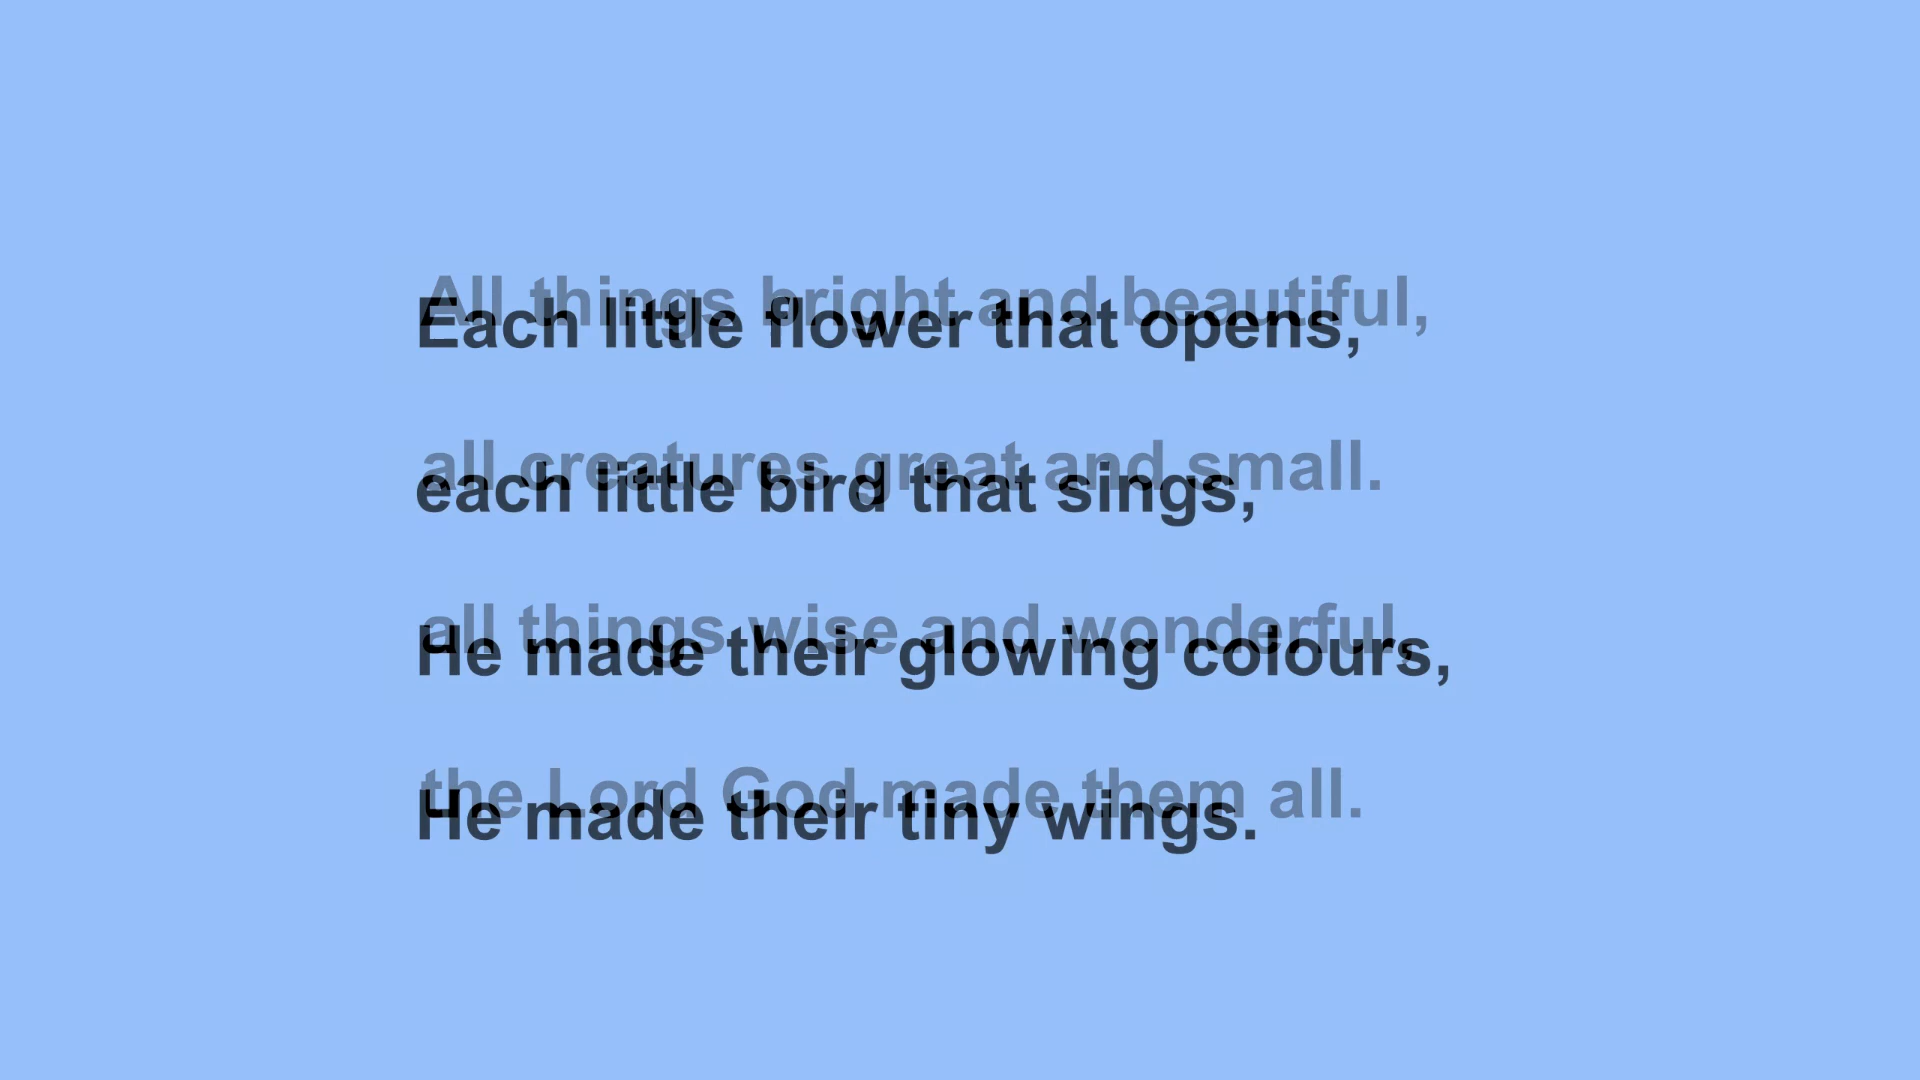 All things bright and beautiful,
Each little flower that opens,
all creatures great and small.
each little bird that sings,
all things wise and wonderful,
He made their glowing colours,
the Lord God made them all.
He made their tiny wings.